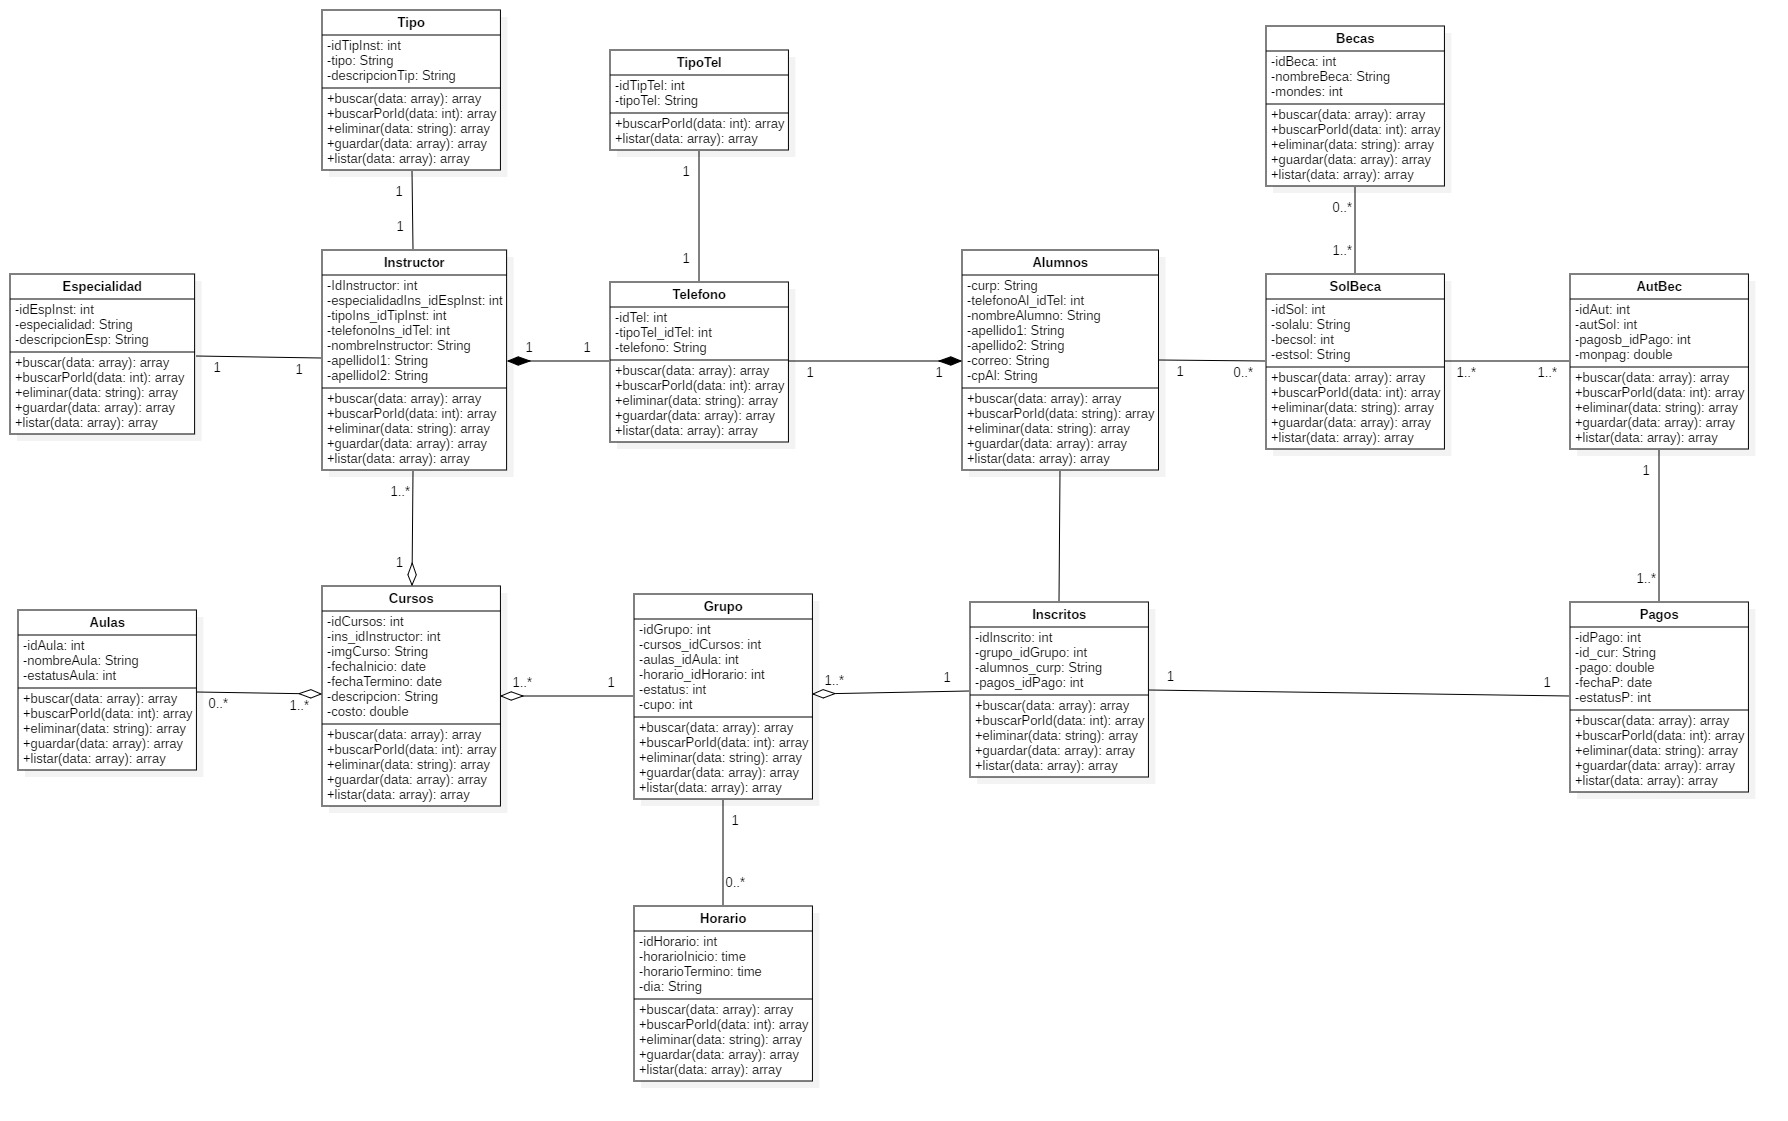 Tipo
-idTipInst: int
-tipo: String
-descripcionTip: String
+buscar(data: array): array
+buscarPorId(data: int): array
+eliminar(data: string): array
+guardar(data: array): array
+listar(data: array): array
TipoTel
-idTipTel: int
-tipoTel: String
+buscarPorId(data: int): array
+listar(data: array): array
Becas
-idBeca: int
-nombreBeca: String
-mondes: int
+buscar(data: array): array
+buscarPorId(data: int): array
+eliminar(data: string): array
+guardar(data: array): array
+listar(data: array): array
1
1
1
1
0..*
1..*
Especialidad
-idEspInst: int
-especialidad: String
-descripcionEsp: String
+buscar(data: array): array
+buscarPorId(data: int): array
+eliminar(data: string): array
+guardar(data: array): array
+listar(data: array): array
1
1
Instructor
-IdInstructor: int
-especialidadIns_idEspInst: int
-tipoIns_idTipInst: int
-telefonoIns_idTel: int
-nombreInstructor: String
-apellidoI1: String
-apellidoI2: String
+buscar(data: array): array
+buscarPorId(data: int): array
+eliminar(data: string): array
+guardar(data: array): array
+listar(data: array): array
1
1
Telefono
-idTel: int
-tipoTel_idTel: int
-telefono: String
+buscar(data: array): array
+buscarPorId(data: int): array
+eliminar(data: string): array
+guardar(data: array): array
+listar(data: array): array
1
1
Alumnos
-curp: String
-telefonoAl_idTel: int
-nombreAlumno: String
-apellido1: String
-apellido2: String
-correo: String
-cpAl: String
+buscar(data: array): array
+buscarPorId(data: string): array
+eliminar(data: string): array
+guardar(data: array): array
+listar(data: array): array
1
0..*
SolBeca
-idSol: int
-solalu: String
-becsol: int
-estsol: String
+buscar(data: array): array
+buscarPorId(data: int): array
+eliminar(data: string): array
+guardar(data: array): array
+listar(data: array): array
1..*
1..*
AutBec
-idAut: int
-autSol: int
-pagosb_idPago: int
-monpag: double
+buscar(data: array): array
+buscarPorId(data: int): array
+eliminar(data: string): array
+guardar(data: array): array
+listar(data: array): array
1..*
1
1
1..*
Aulas
-idAula: int
-nombreAula: String
-estatusAula: int
+buscar(data: array): array
+buscarPorId(data: int): array
+eliminar(data: string): array
+guardar(data: array): array
+listar(data: array): array
0..*
1..*
Cursos
-idCursos: int
-ins_idInstructor: int
-imgCurso: String
-fechaInicio: date
-fechaTermino: date
-descripcion: String
-costo: double
+buscar(data: array): array
+buscarPorId(data: int): array
+eliminar(data: string): array
+guardar(data: array): array
+listar(data: array): array
1..*
1
Grupo
-idGrupo: int
-cursos_idCursos: int
-aulas_idAula: int
-horario_idHorario: int
-estatus: int
-cupo: int
+buscar(data: array): array
+buscarPorId(data: int): array
+eliminar(data: string): array
+guardar(data: array): array
+listar(data: array): array
1..*
1
Inscritos
-idInscrito: int
-grupo_idGrupo: int
-alumnos_curp: String
-pagos_idPago: int
+buscar(data: array): array
+buscarPorId(data: int): array
+eliminar(data: string): array
+guardar(data: array): array
+listar(data: array): array
1
1
Pagos
-idPago: int
-id_cur: String
-pago: double
-fechaP: date
-estatusP: int
+buscar(data: array): array
+buscarPorId(data: int): array
+eliminar(data: string): array
+guardar(data: array): array
+listar(data: array): array
1
0..*
Horario
-idHorario: int
-horarioInicio: time
-horarioTermino: time
-dia: String
+buscar(data: array): array
+buscarPorId(data: int): array
+eliminar(data: string): array
+guardar(data: array): array
+listar(data: array): array